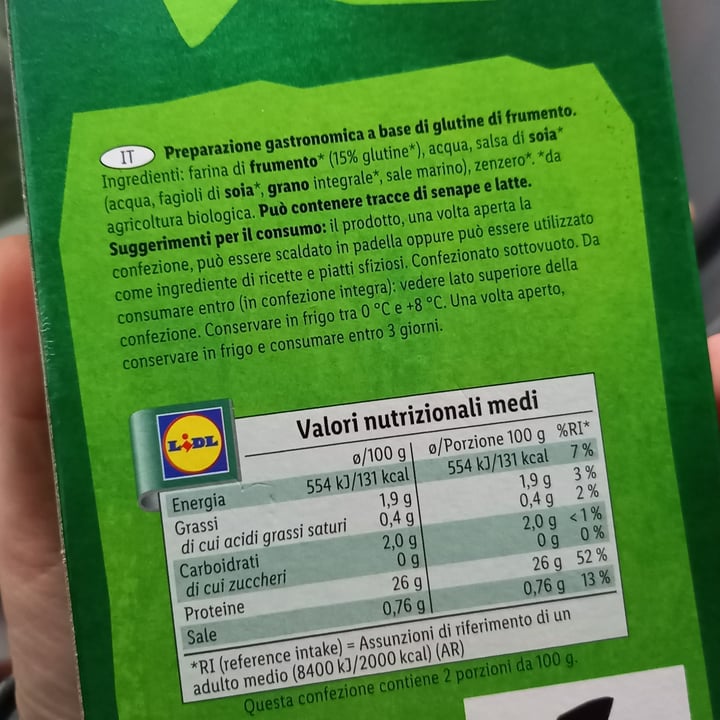 IT Preparazione gastronomica a base di glutine di frumento.
Ingredienti: farina di frumento* (15% glutine*), acqua, salsa di soia*
(acqua, fagioli di soia*, grano integrale*, sale marino), zenzero*. *da
agricoltura biologica. Può contenere tracce di senape e latte.
Suggerimenti per il consumo: il prodotto, una volta aperta la
confezione, può essere scaldato in padella oppure può essere utilizzato
come ingrediente di ricette e piatti sfiziosi. Confezionato sottovuoto. Da
consumare entro (in confezione integra): vedere lato superiore della
confezione. Conservare in frigo tra 0 °C e +8 °C. Una volta aperto,
conservare in frigo e consumare entro 3 giorni.
LIDL
Valori nutrizionali medi
ø/100 g ø/Porzione 100 g %RI*
Energia 554 kJ/131 kcal 554 kJ/131 kcal 7 %
Grassi 1,9 g 1,9 g 3 %
di cui acidi grassi saturi 0,4 g 0,4 g 2 %
Carboidrati 2,0 g 2,0 g <1 %
di cui zuccheri 0 g 0 g 0 %
Proteine 26 g 26 g 52 %
Sale 0,76 g 0,76 g 13 %
*RI (reference intake) = Assunzioni di riferimento di un
adulto medio (8400 kJ/2000 kcal) (AR)
Questa confezione contiene 2 porzioni da 100 g.